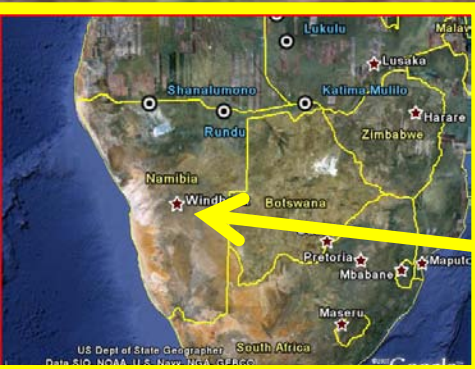 Lukulu
Malaw
Lusaka
Shanalumono
Katima Mulilo
Harare
Rundu
Zimbabwe
Namibia
Windh
Botswana
Pretoria
Maputo
Mbabane
Maseru
US Dept of State Geographer
South Africa
Data SIO, NOAA, U.S. Navy, NGA, GEBCO